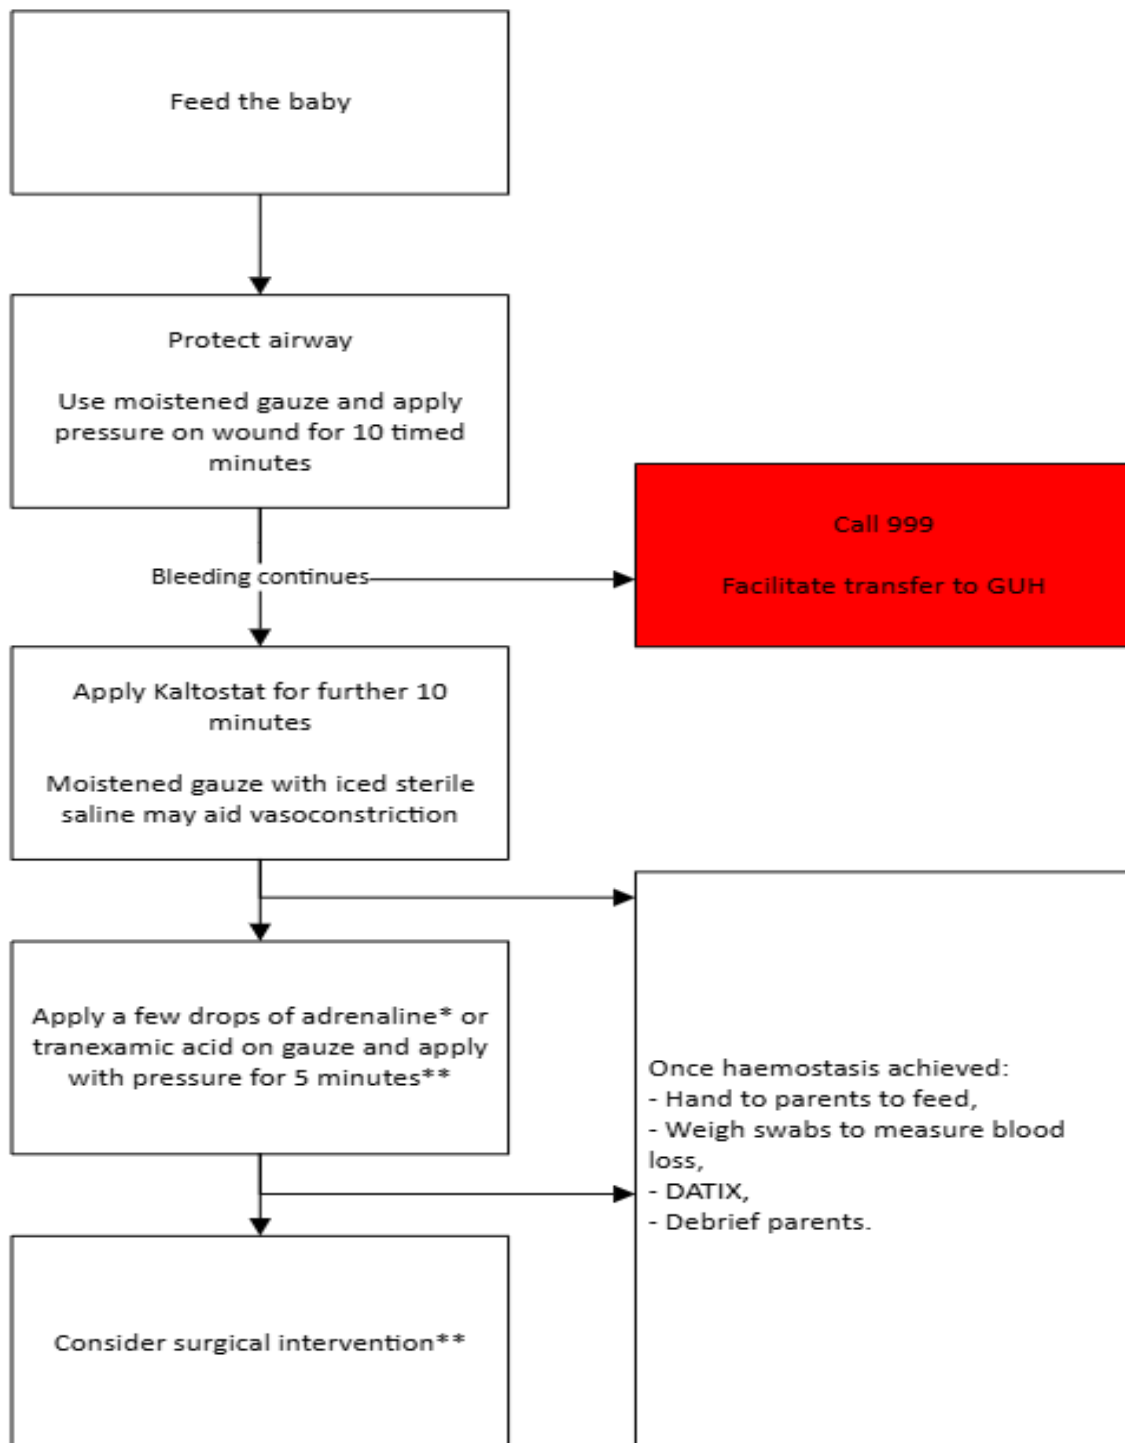 Feed the baby
Protect airway
Use moistened gauze and apply
pressure on wound for 10 timed
minutes
Bleeding continues
Call 999
Facilitate transfer to GUH
Apply Kaltostat for further 10
minutes
Moistened gauze with iced sterile
saline may aid vasoconstriction
Apply a few drops of adrenaline* or
tranexamic acid on gauze and apply
with pressure for 5 minutes**
Once haemostasis achieved:
- Hand to parents to feed,
- Weigh swabs to measure blood
loss,
- DATIX,
- Debrief parents.
Consider surgical intervention**